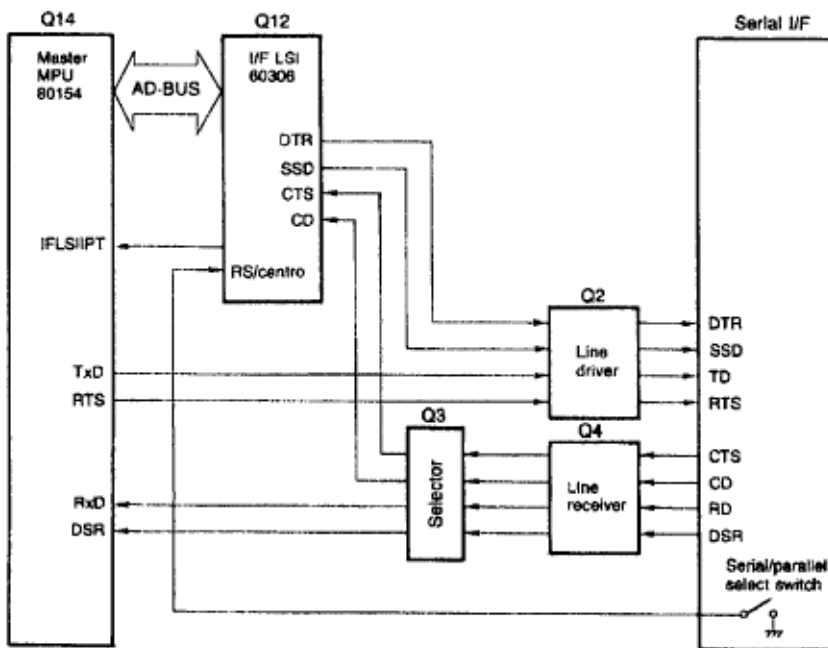 Q14
Q12
Serial I/F
Master
MPU
80154
AD-BUS
I/F LSI
60306
DTR
SSD
CTS
CD
IFLSIIPT
RS/centro
Q2
Line
driver
DTR
SSD
TD
RTS
TxD
RTS
Q3
Selector
Q4
Line
receiver
CTS
CD
RD
DSR
RxD
DSR
Serial/parallel
select switch